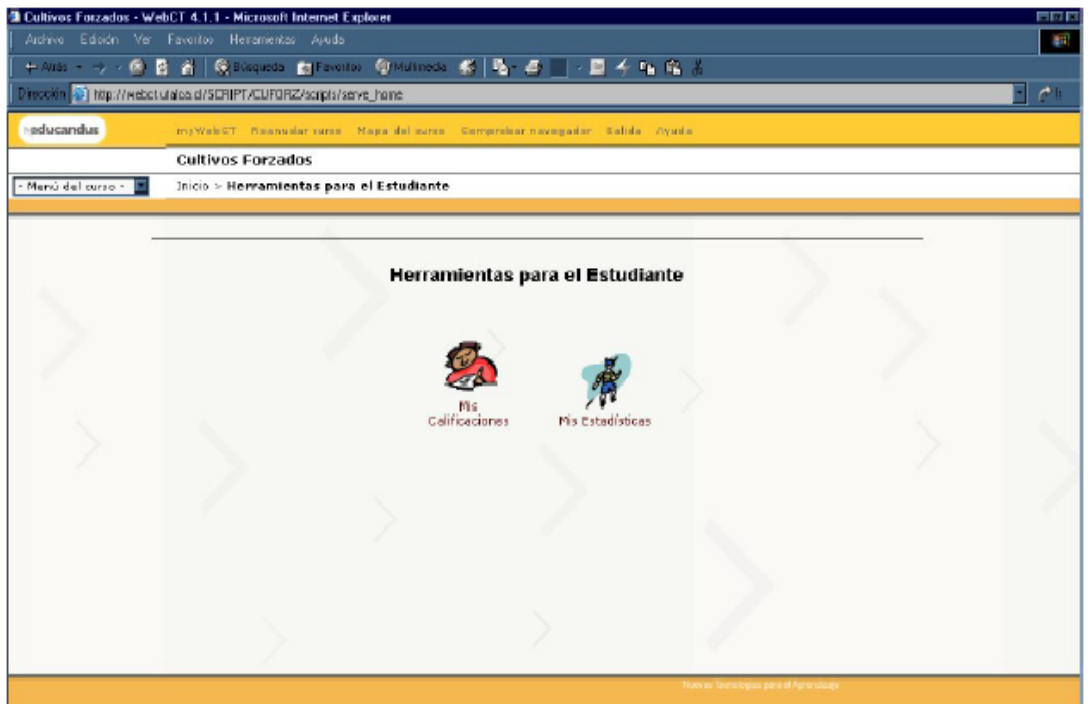 Cultivos Forzados - WebCT 4.1.1 - Microsoft Internet Explorer
Archivo Edición Ver Favoritos Herramientas Ayuda
Atrás Búsqueda Favoritos Multimedia
Dirección http://webct.utalca.cl/SCRIPT/CUFORZ/scripts/serve_home Ir
educandus myWebCT Reanudar curso Mapa del curso Comprobar navegador Salida Ayuda
Cultivos Forzados
- Menú del curso - Inicio > Herramientas para el Estudiante
Herramientas para el Estudiante
Mis
Calificaciones
Mis Estadísticas
Nuevas Tecnologías para el Aprendizaje